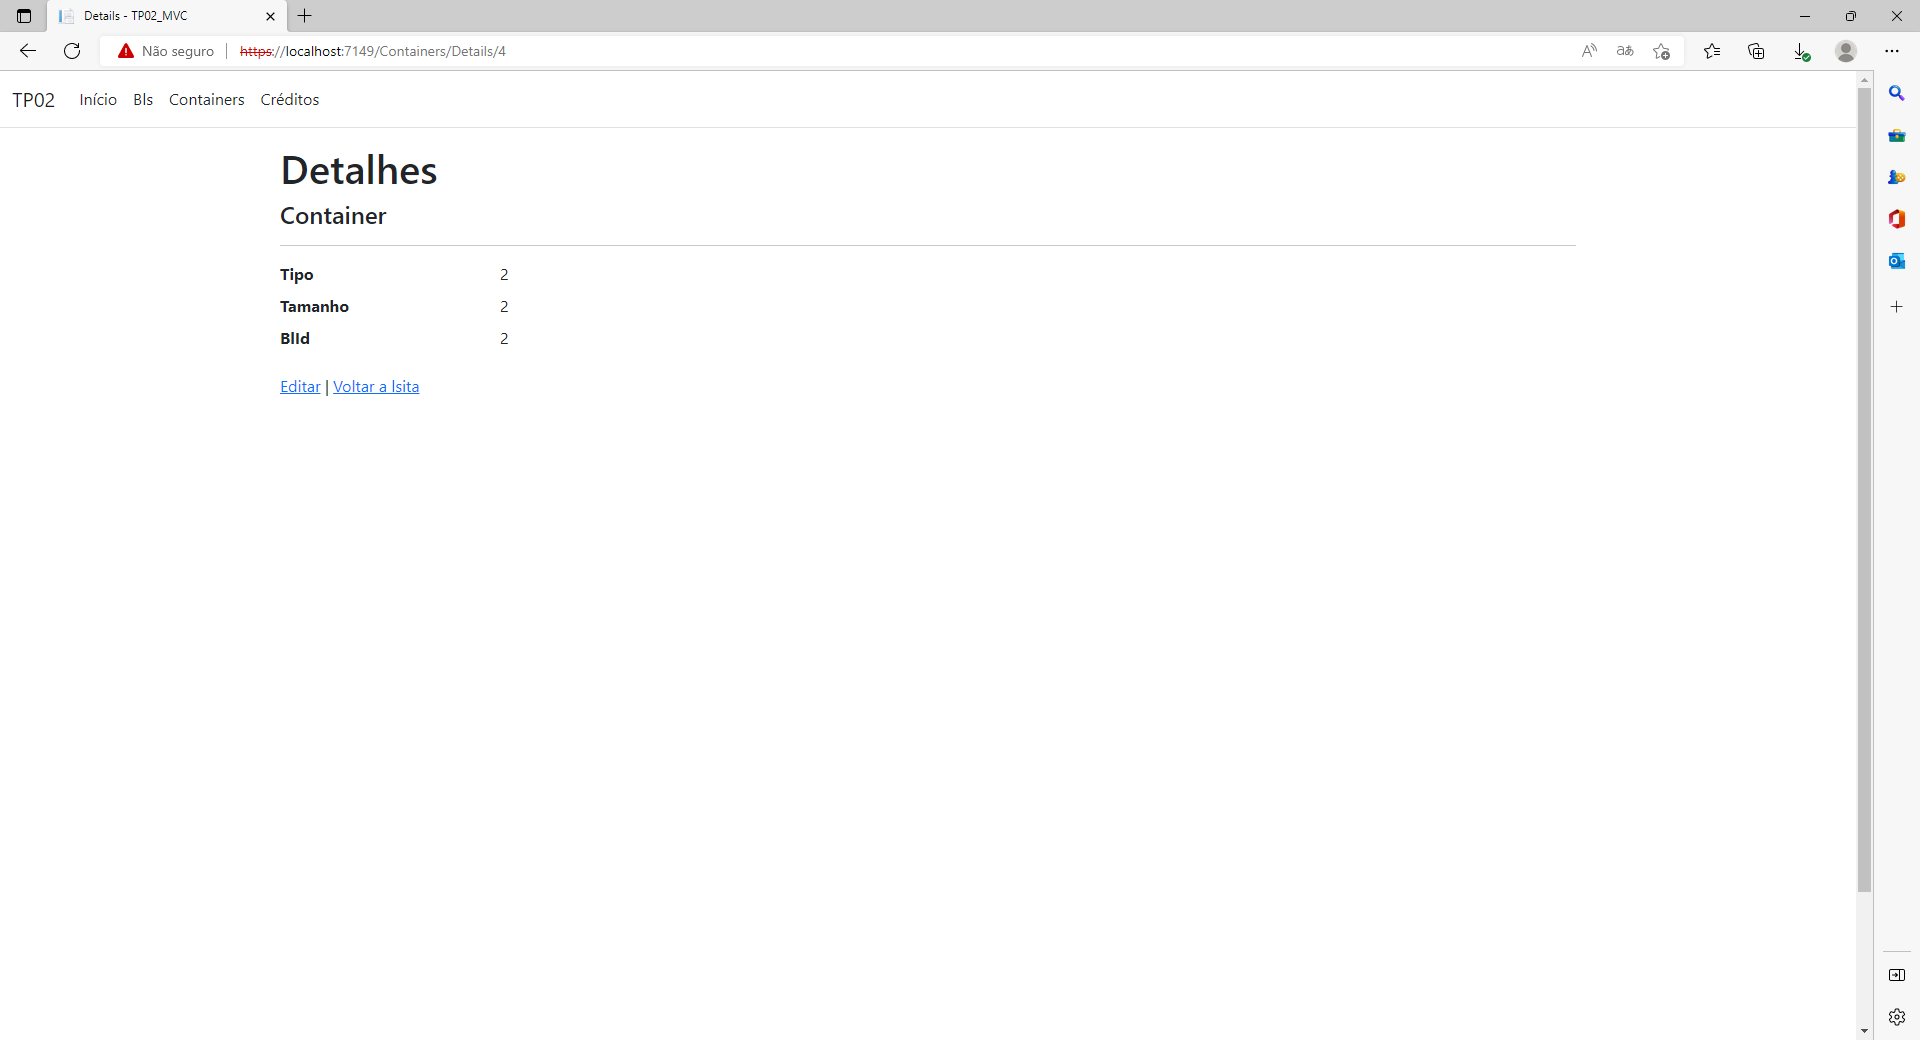 Details - TP02_MVC
Não seguro https://localhost:7149/Containers/Details/4
TP02 Início Bls Containers Créditos
Detalhes
Container
Tipo 2
Tamanho 2
BlId 2
Editar | Voltar a lsita